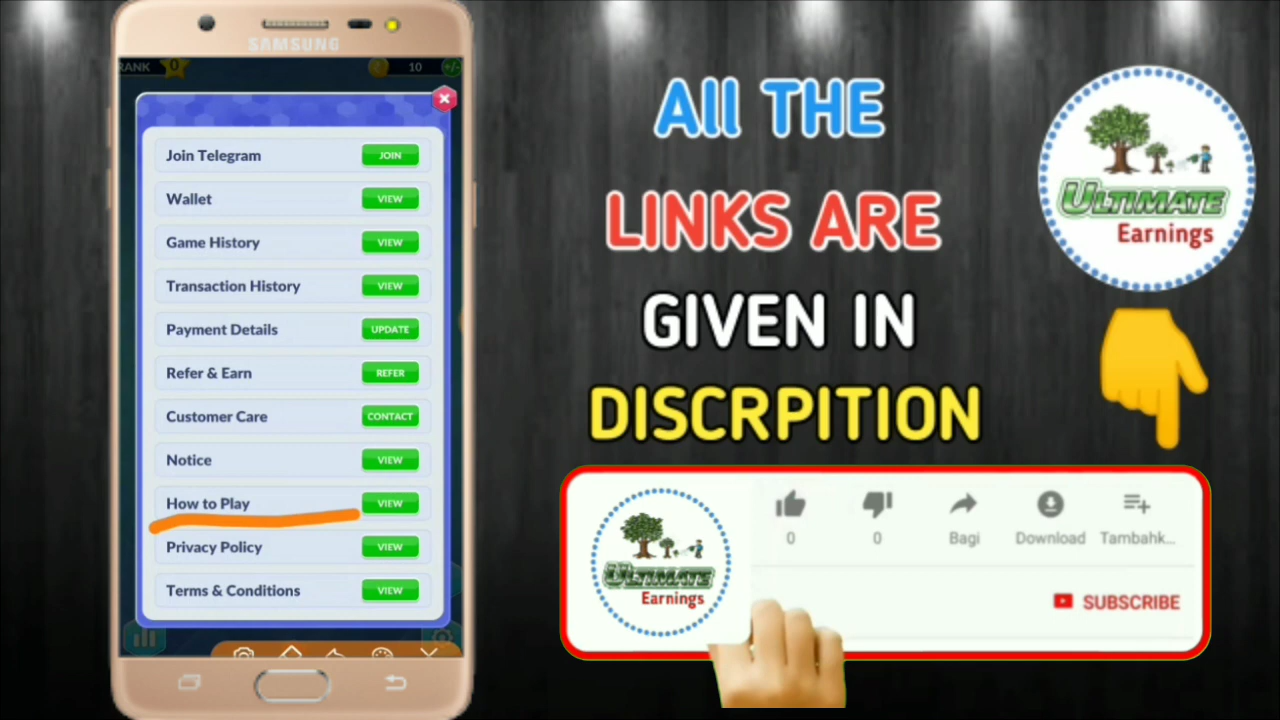 SAMSUNG
RANK 0
10 +/-
Join Telegram JOIN
Wallet VIEW
Game History VIEW
Transaction History VIEW
Payment Details UPDATE
Refer & Earn REFER
Customer Care CONTACT
Notice VIEW
How to Play VIEW
Privacy Policy VIEW
Terms & Conditions VIEW
All THE
LINKS ARE
GIVEN IN
DISCRPITION
ULTIMATE
Earnings
ULTIMATE
Earnings
0
0
Bagi
Download
Tambahk...
SUBSCRIBE